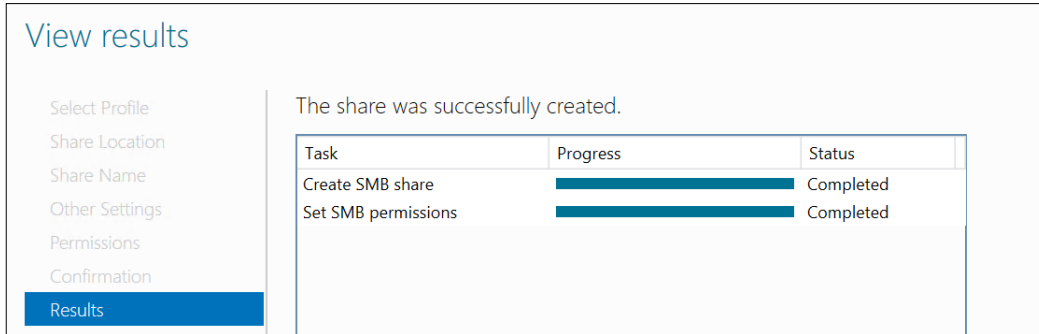 View results
Select Profile
Share Location
Share Name
Other Settings
Permissions
Confirmation
Results
The share was successfully created.
Task Progress Status
Create SMB share Completed
Set SMB permissions Completed